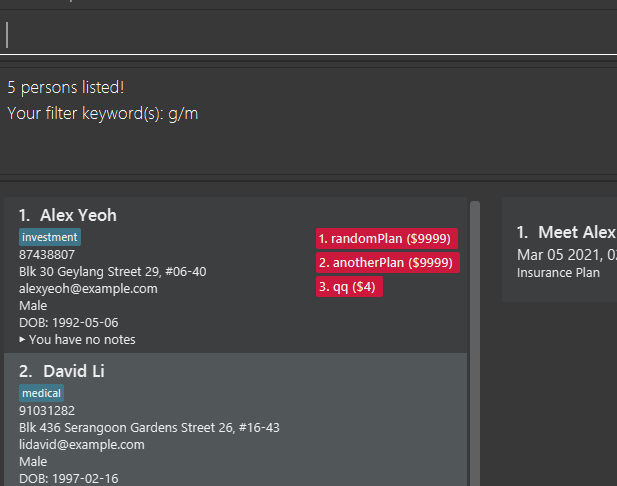 5 persons listed!
Your filter keyword(s): g/m
1. Alex Yeoh
investment
87438807
Blk 30 Geylang Street 29, #06-40
alexyeoh@example.com
Male
DOB: 1992-05-06
You have no notes
1. randomPlan ($9999)
2. anotherPlan ($9999)
3. qq ($4)
2. David Li
medical
91031282
Blk 436 Serangoon Gardens Street 26, #16-43
lidavid@example.com
Male
DOB: 1997-02-16
1. Meet Alex
Mar 05 2021, 0
Insurance Plan